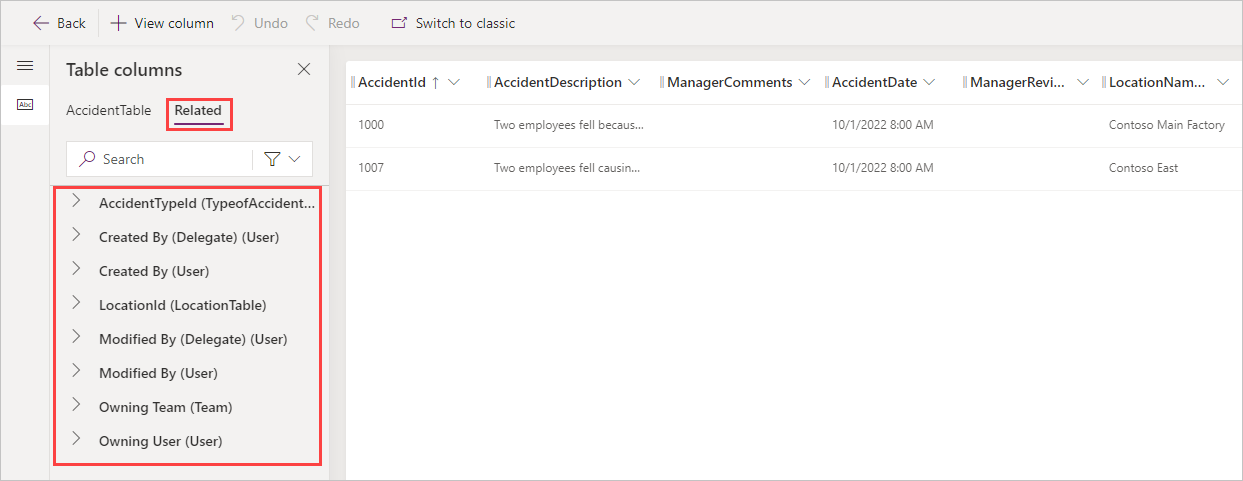 Back View column Undo Redo Switch to classic
Table columns
AccidentTable Related
Search
AccidentTypeId (TypeofAccident...
Created By (Delegate) (User)
Created By (User)
LocationId (LocationTable)
Modified By (Delegate) (User)
Modified By (User)
Owning Team (Team)
Owning User (User)
Abc
AccidentId AccidentDescription ManagerComments AccidentDate ManagerRevi... LocationNam...
1000 Two employees fell becaus... 10/1/2022 8:00 AM Contoso Main Factory
1007 Two employees fell causin... 10/1/2022 8:00 AM Contoso East